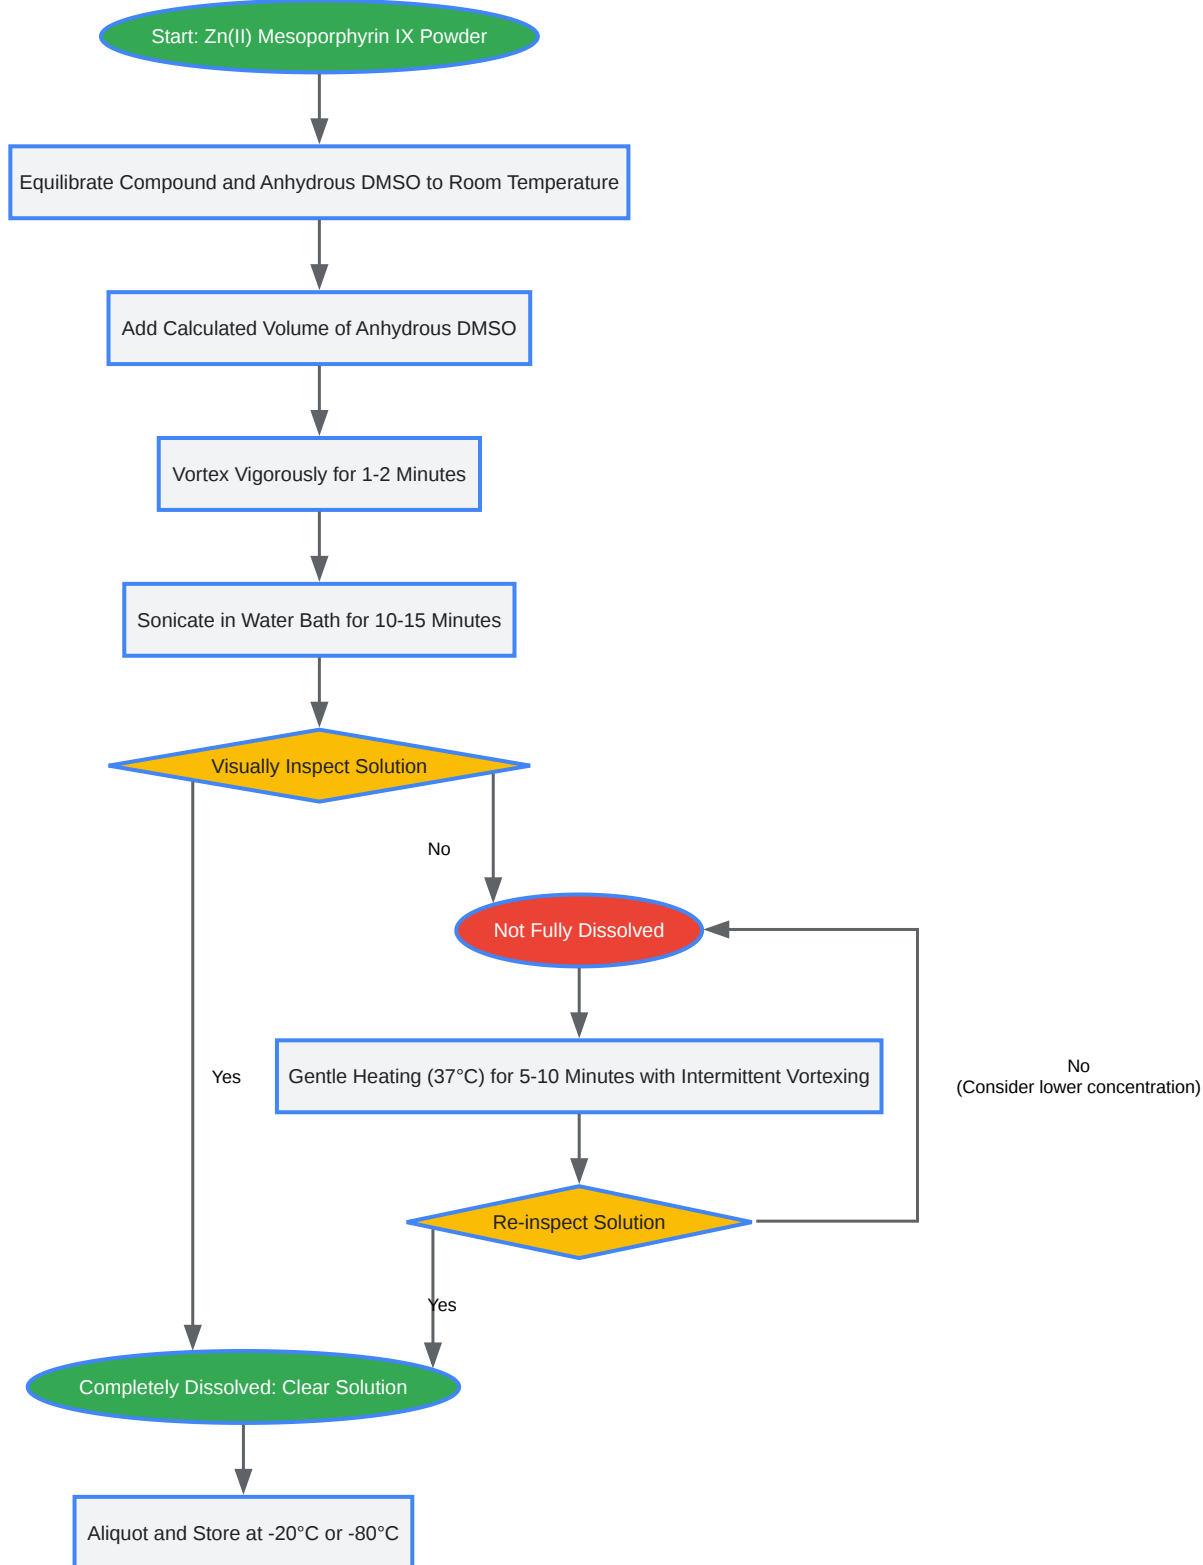 Start: Zn(II) Mesoporphyrin IX Powder
Equilibrate Compound and Anhydrous DMSO to Room Temperature
Add Calculated Volume of Anhydrous DMSO
Vortex Vigorously for 1-2 Minutes
Sonicate in Water Bath for 10-15 Minutes
Visually Inspect Solution
No
Not Fully Dissolved
Yes
Gentle Heating (37°C) for 5-10 Minutes with Intermittent Vortexing
No
(Consider lower concentration)
Re-inspect Solution
Yes
Completely Dissolved: Clear Solution
Aliquot and Store at -20°C or -80°C